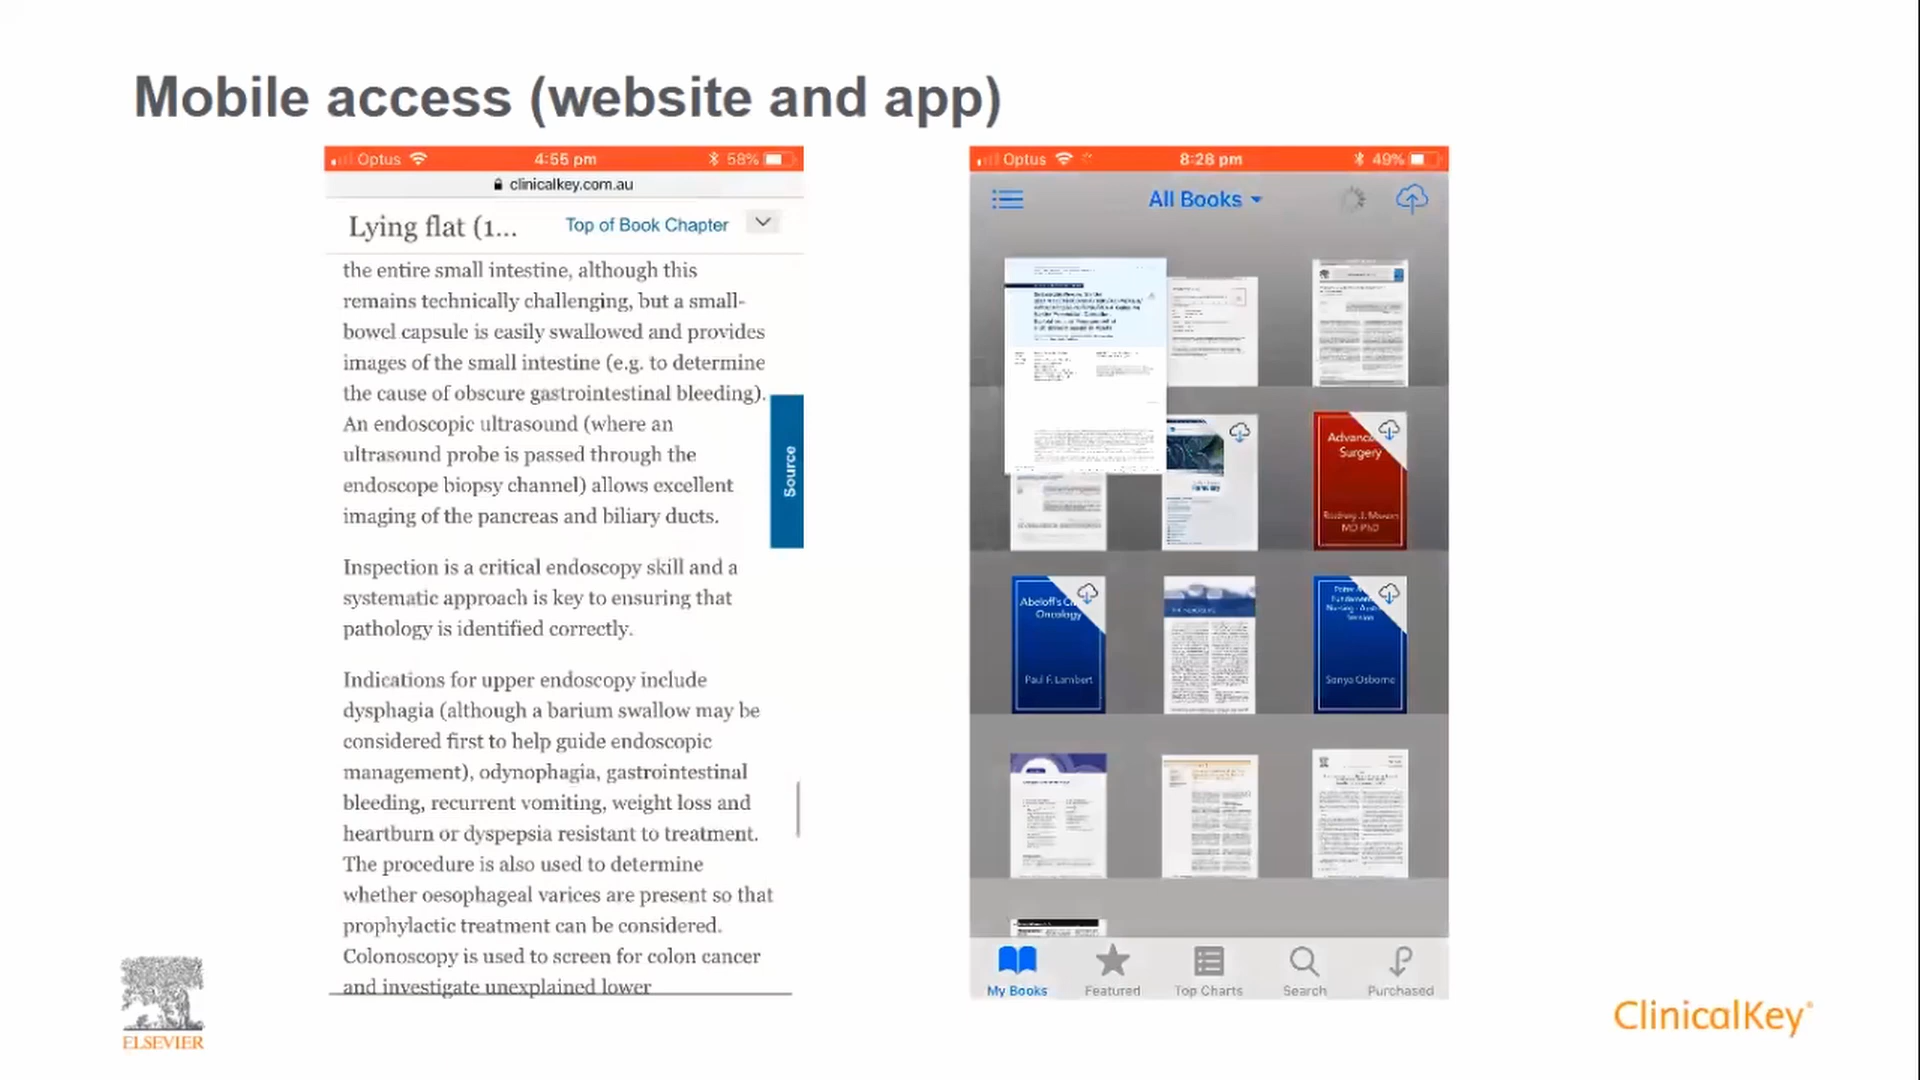 Mobile access (website and app)
Optus 4:55 pm 58%
clinicalkey.com.au
Lying flat (1... Top of Book Chapter
the entire small intestine, although this
remains technically challenging, but a small-
bowel capsule is easily swallowed and provides
images of the small intestine (e.g. to determine
the cause of obscure gastrointestinal bleeding).
An endoscopic ultrasound (where an
ultrasound probe is passed through the
endoscope biopsy channel) allows excellent
imaging of the pancreas and biliary ducts.
Source
Inspection is a critical endoscopy skill and a
systematic approach is key to ensuring that
pathology is identified correctly.
Indications for upper endoscopy include
dysphagia (although a barium swallow may be
considered first to help guide endoscopic
management), odynophagia, gastrointestinal
bleeding, recurrent vomiting, weight loss and
heartburn or dyspepsia resistant to treatment.
The procedure is also used to determine
whether oesophageal varices are present so that
prophylactic treatment can be considered.
Colonoscopy is used to screen for colon cancer
and investigate unexplained lower
Optus 8:28 pm 49%
All Books
Surgery
MD PhD
Abeloff's
Oncology
Paul F. Lambert
Sonya Osborne
My Books Featured Top Charts Search Purchased
ELSEVIER
ClinicalKey